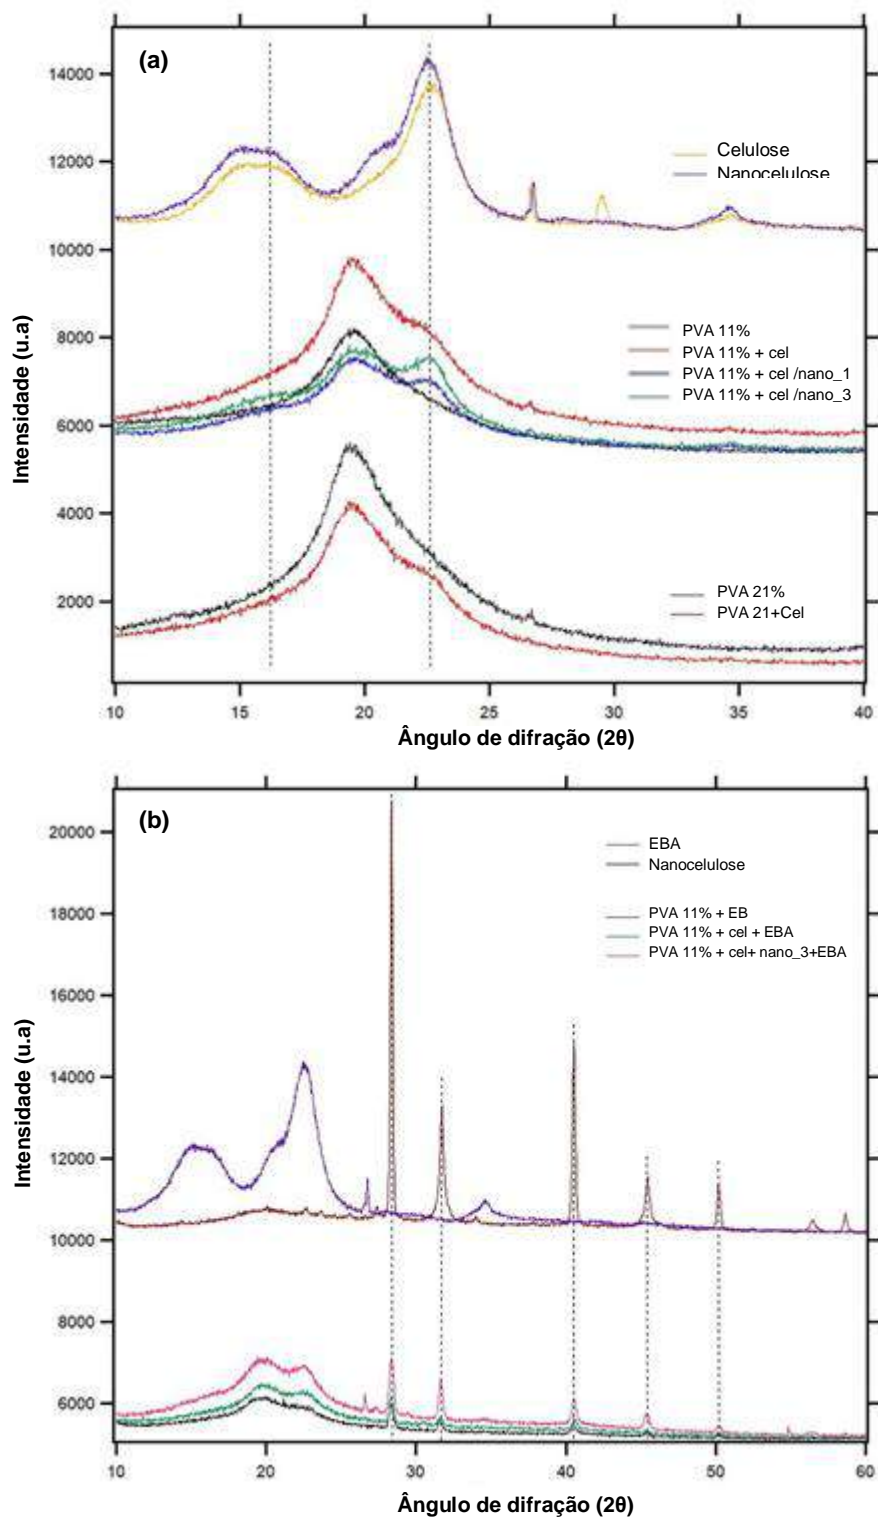 (a)
14000
12000
10000
8000
6000
4000
2000
Intensidade (u.a)
Celulose
Nanocelulose
PVA 11%
PVA 11% + cel
PVA 11% + cel /nano_1
PVA 11% + cel /nano_3
PVA 21%
PVA 21+Cel
10 15 20 25 30 35 40
Ângulo de difração (2θ)
(b)
20000
18000
16000
14000
12000
10000
8000
6000
Intensidade (u.a)
EBA
Nanocelulose
PVA 11% + EB
PVA 11% + cel + EBA
PVA 11% + cel+ nano_3+EBA
10 20 30 40 50 60
Ângulo de difração (2θ)